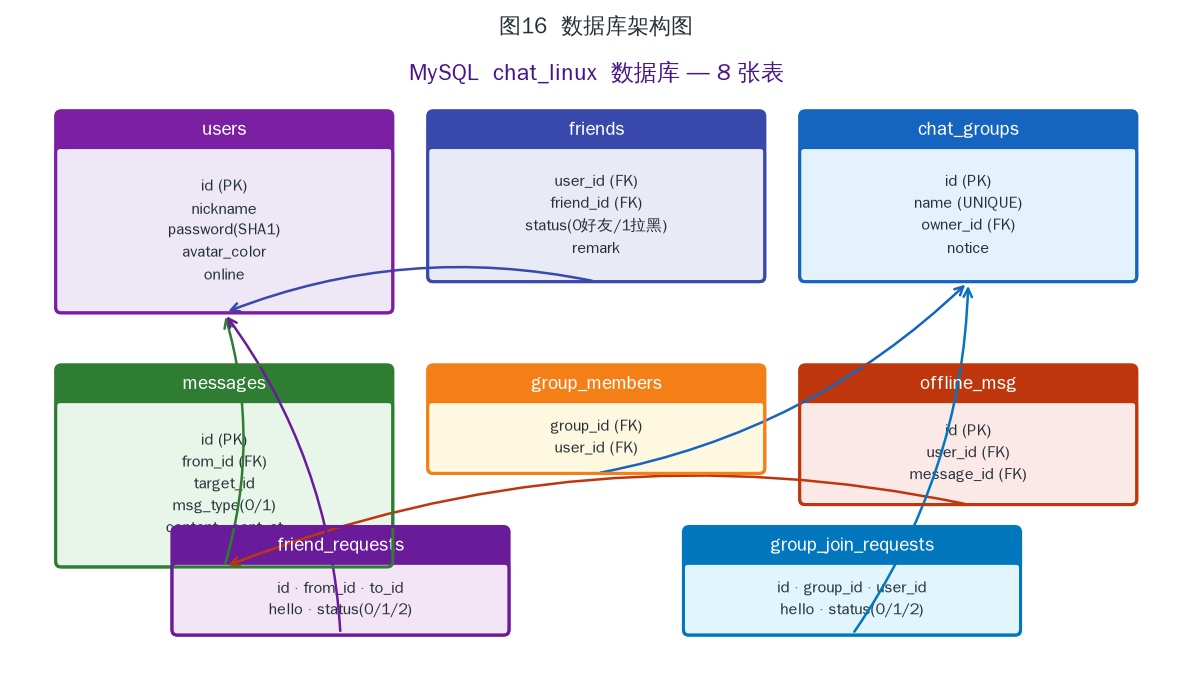 图16 数据库架构图
MySQL chat_linux 数据库 — 8 张表
users
id (PK)
nickname
password(SHA1)
avatar_color
online
friends
user_id (FK)
friend_id (FK)
status(0好友/1拉黑)
remark
chat_groups
id (PK)
name (UNIQUE)
owner_id (FK)
notice
messages
id (PK)
from_id (FK)
target_id
msg_type(0/1)
group_members
group_id (FK)
user_id (FK)
offline_msg
id (PK)
user_id (FK)
message_id (FK)
friend_requests
id · from_id · to_id
hello · status(0/1/2)
group_join_requests
id · group_id · user_id
hello · status(0/1/2)